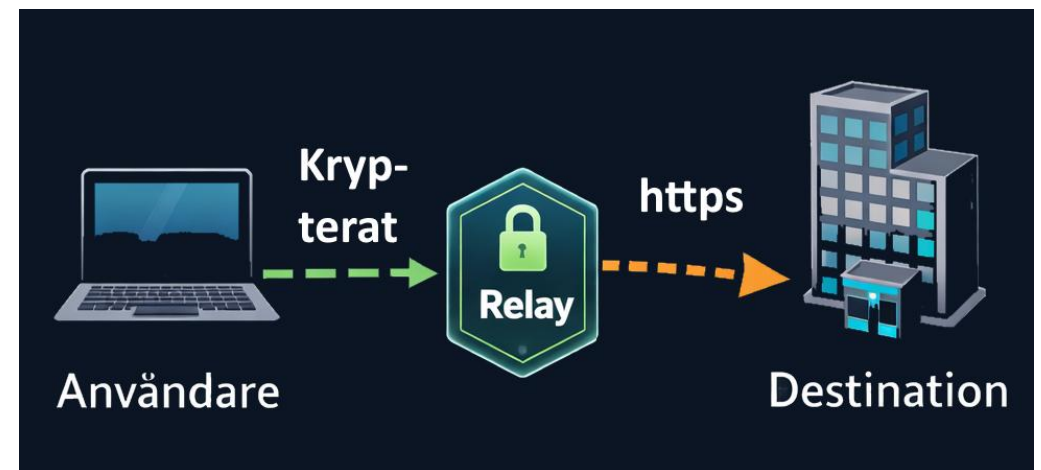 Kryp-
terat
https
Relay
Användare
Destination